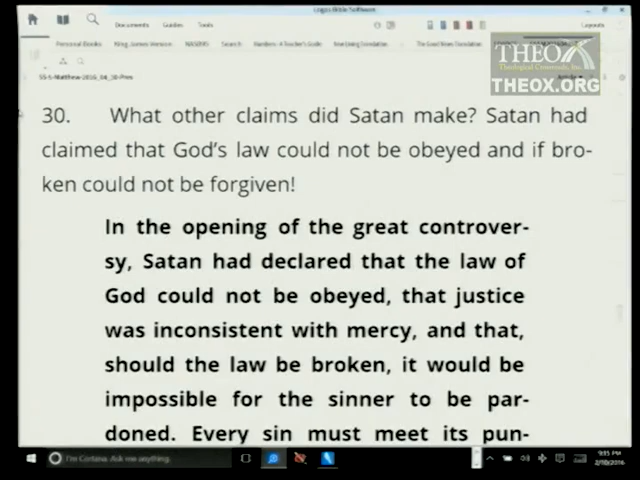 Logos Bible Software
Documents Guides Tools
Layouts
Personal Books King James Version NASB95 Search Numbers: A Teacher's Guide New Living Translation The Good News Translation
THEOX
THEOX.ORG
30. What other claims did Satan make? Satan had
claimed that God's law could not be obeyed and if bro-
ken could not be forgiven!
In the opening of the great controver-
sy, Satan had declared that the law of
God could not be obeyed, that justice
was inconsistent with mercy, and that,
should the law be broken, it would be
impossible for the sinner to be par-
doned. Every sin must meet its pun-
I'm Cortana. Ask me anything.
9:35 PM